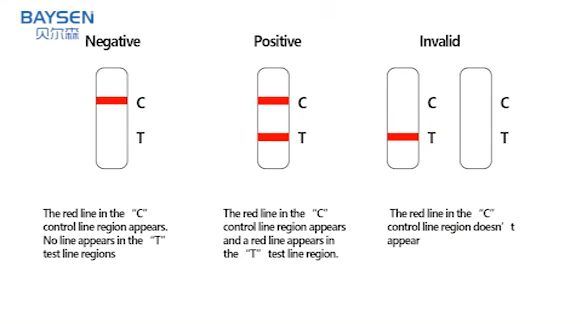 BAYSEN
贝尔森
Negative
Positive
Invalid
C
T
C
T
C
T
C
T
The red line in the “C”
control line region appears.
No line appears in the “T”
test line regions
The red line in the “C”
control line region appears
and a red line appears in
the “T” test line region.
The red line in the “C”
control line region doesn’t
appear